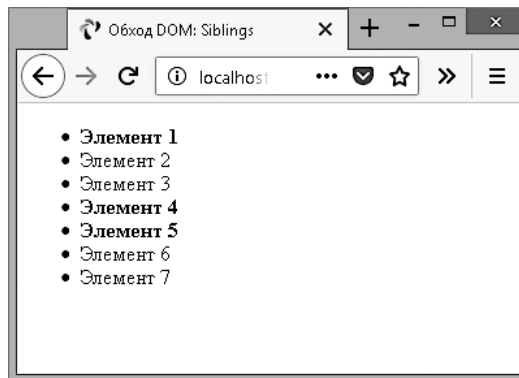 Обход DOM: Siblings
localhost
Элемент 1
Элемент 2
Элемент 3
Элемент 4
Элемент 5
Элемент 6
Элемент 7